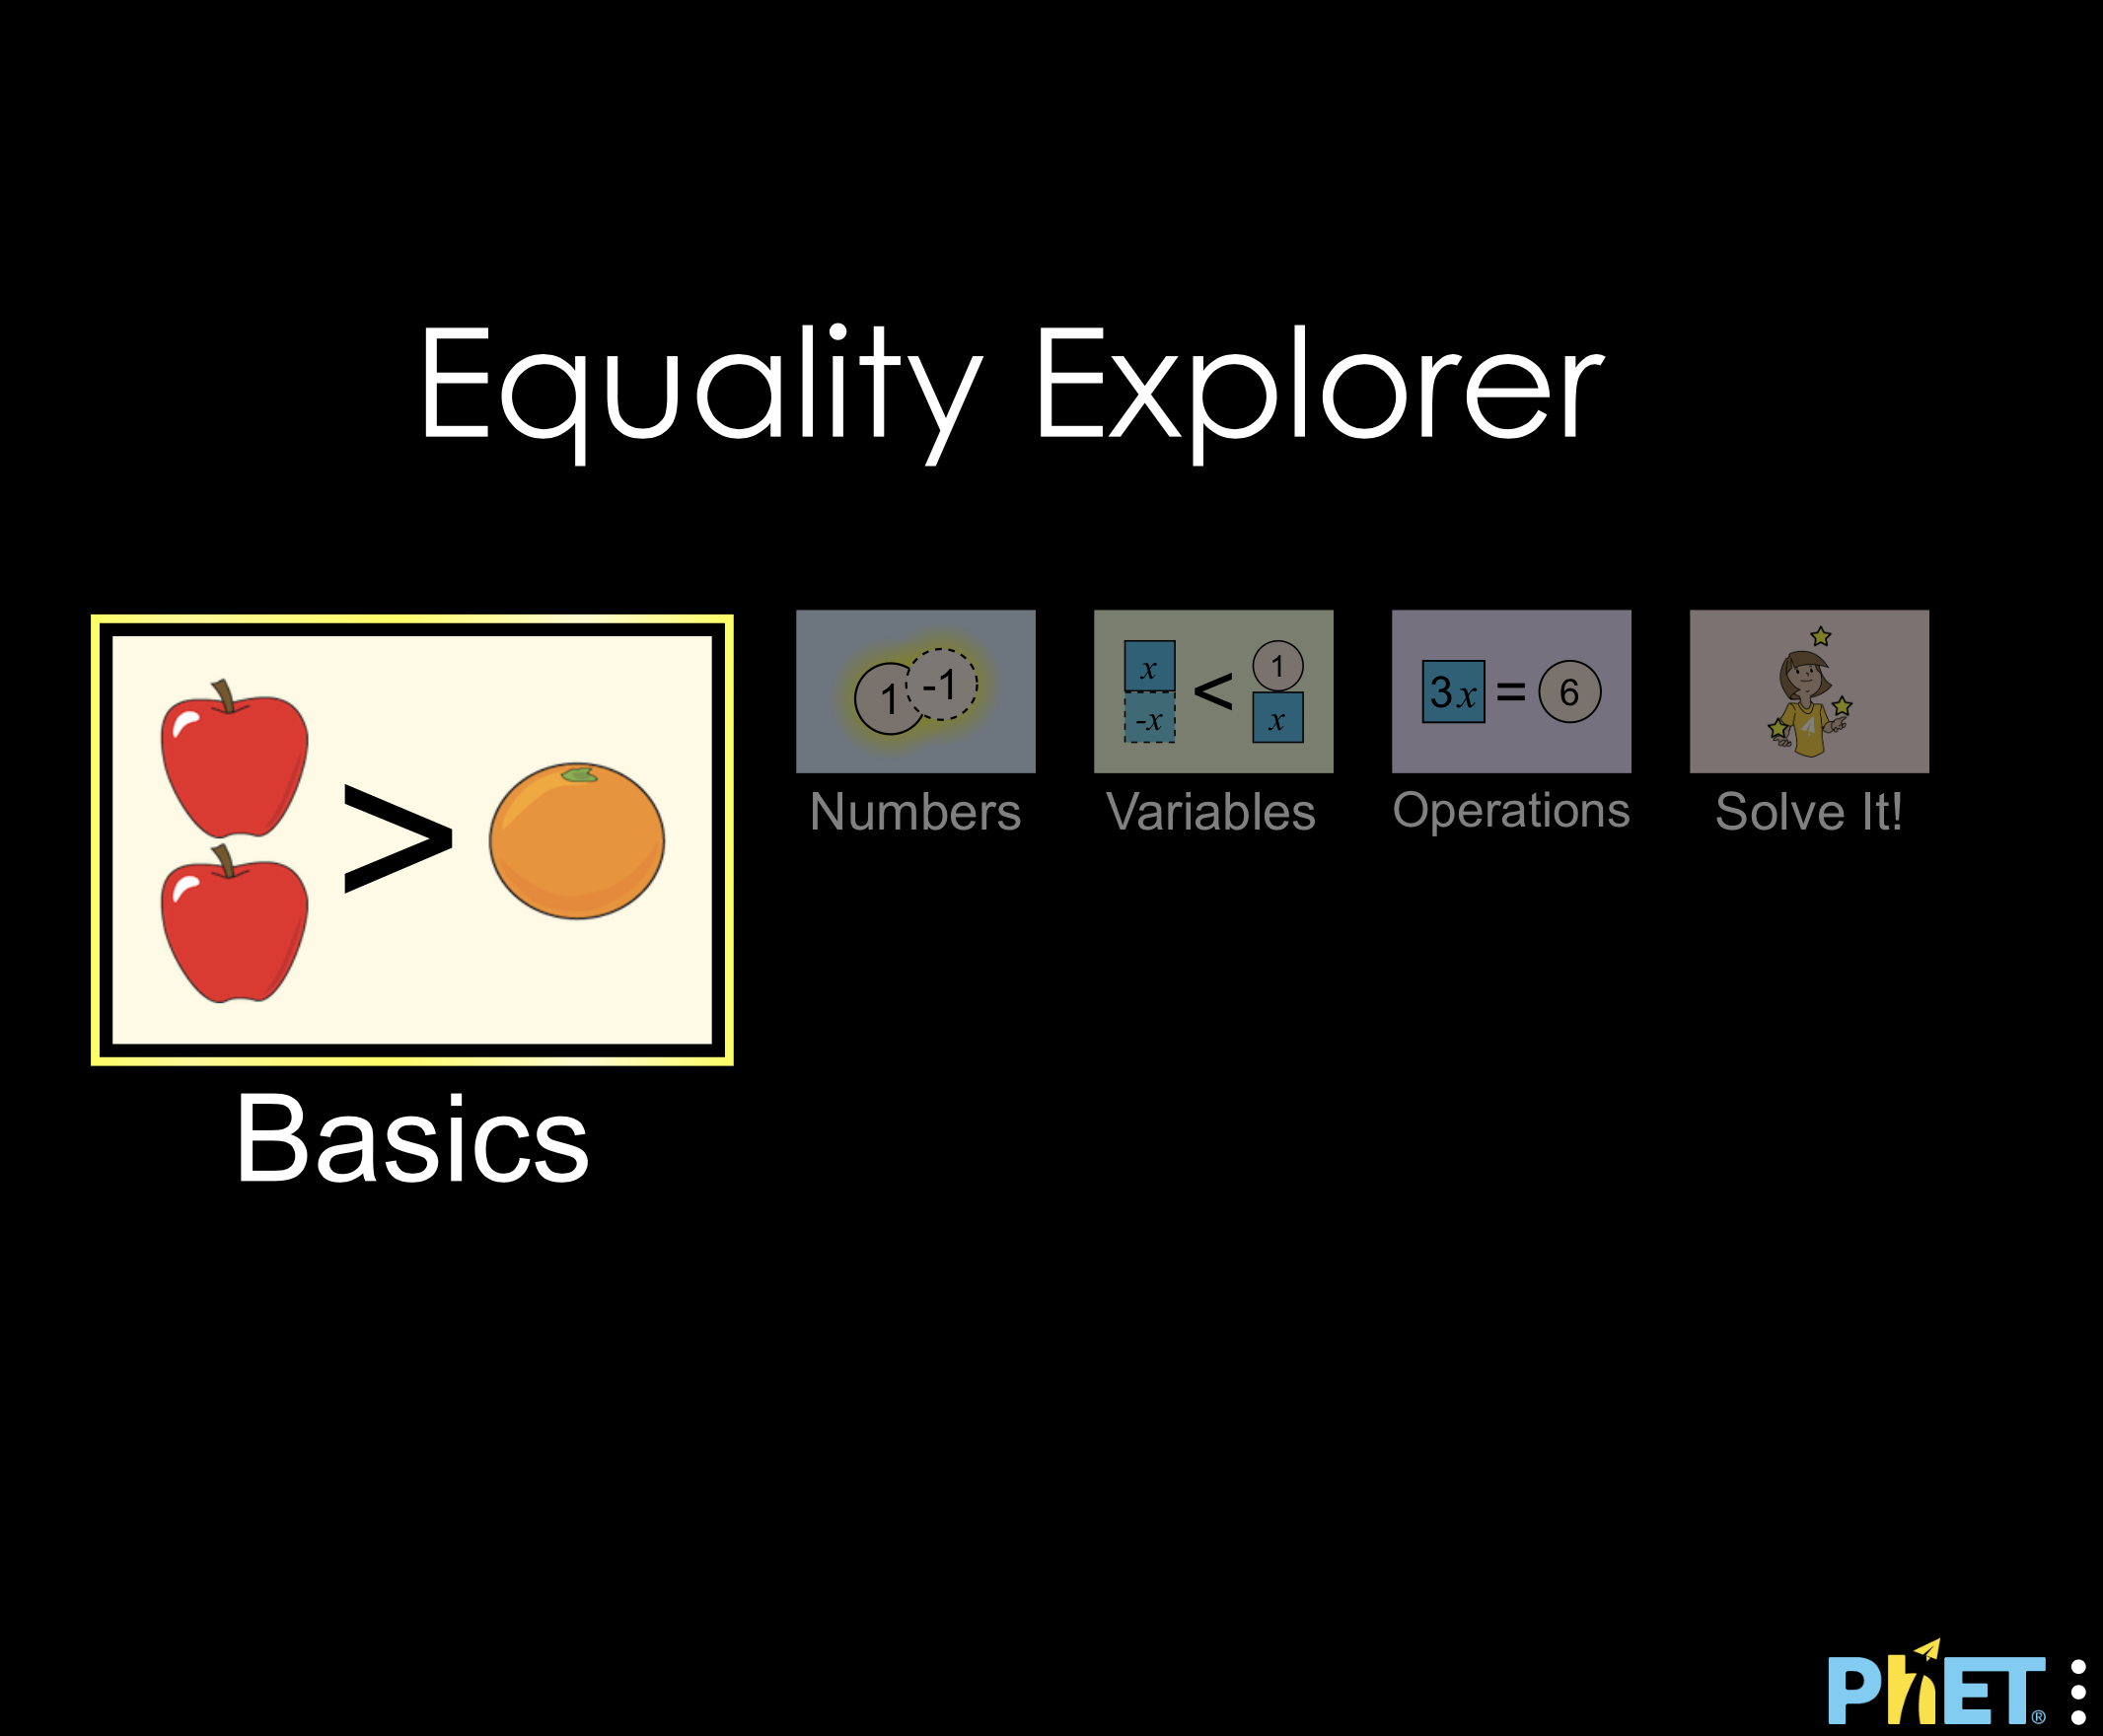 Equality Explorer
>
Basics
1 -1
Numbers
x
-x
<
1
x
Variables
3x = 6
Operations
Solve It!
PhET®